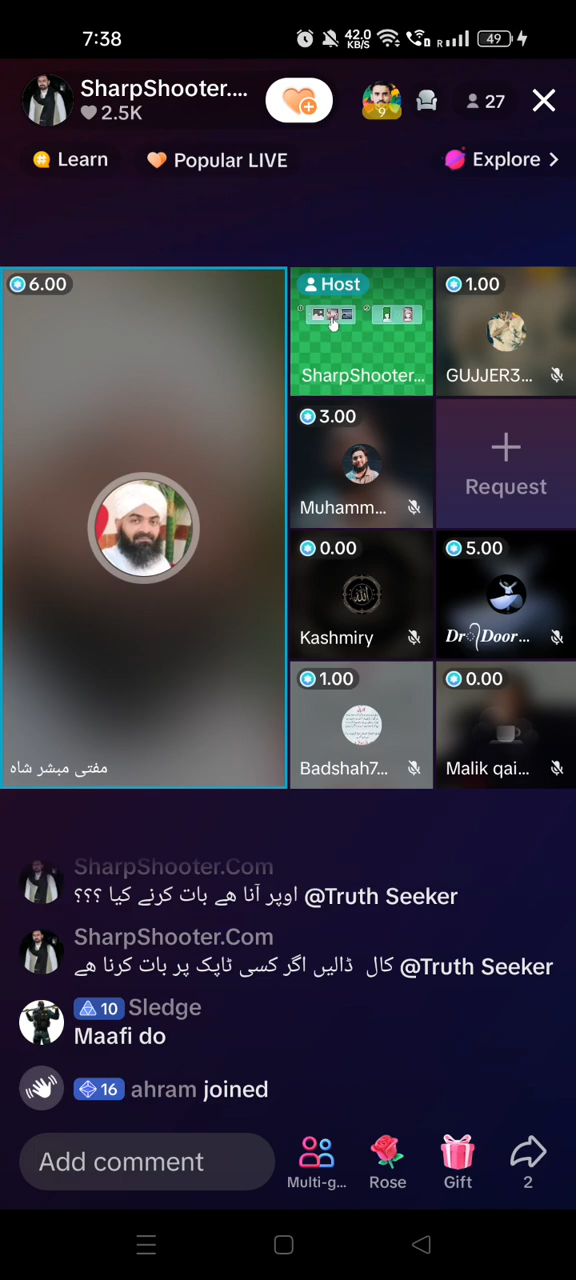 7:38
42.0
KB/S
R
49
SharpShooter....
2.5K
9
27
Learn
Popular LIVE
Explore >
6.00
Host
1.00
SharpShooter...
GUJJER3...
3.00
Muhamm...
Request
0.00
5.00
الله
Kashmiry
Door...
مفتی مبشر شاہ
1.00
0.00
Badshah7...
Malik qai...
SharpShooter.Com
@Truth Seeker اوپر آنا ھے بات کرنے کیا ؟؟؟
SharpShooter.Com
@Truth Seeker کال ڈالیں اگر کسی ٹاپک پر بات کرنا ھے
10 Sledge
Maafi do
16 ahram joined
Add comment
Multi-g...
Rose
Gift
2